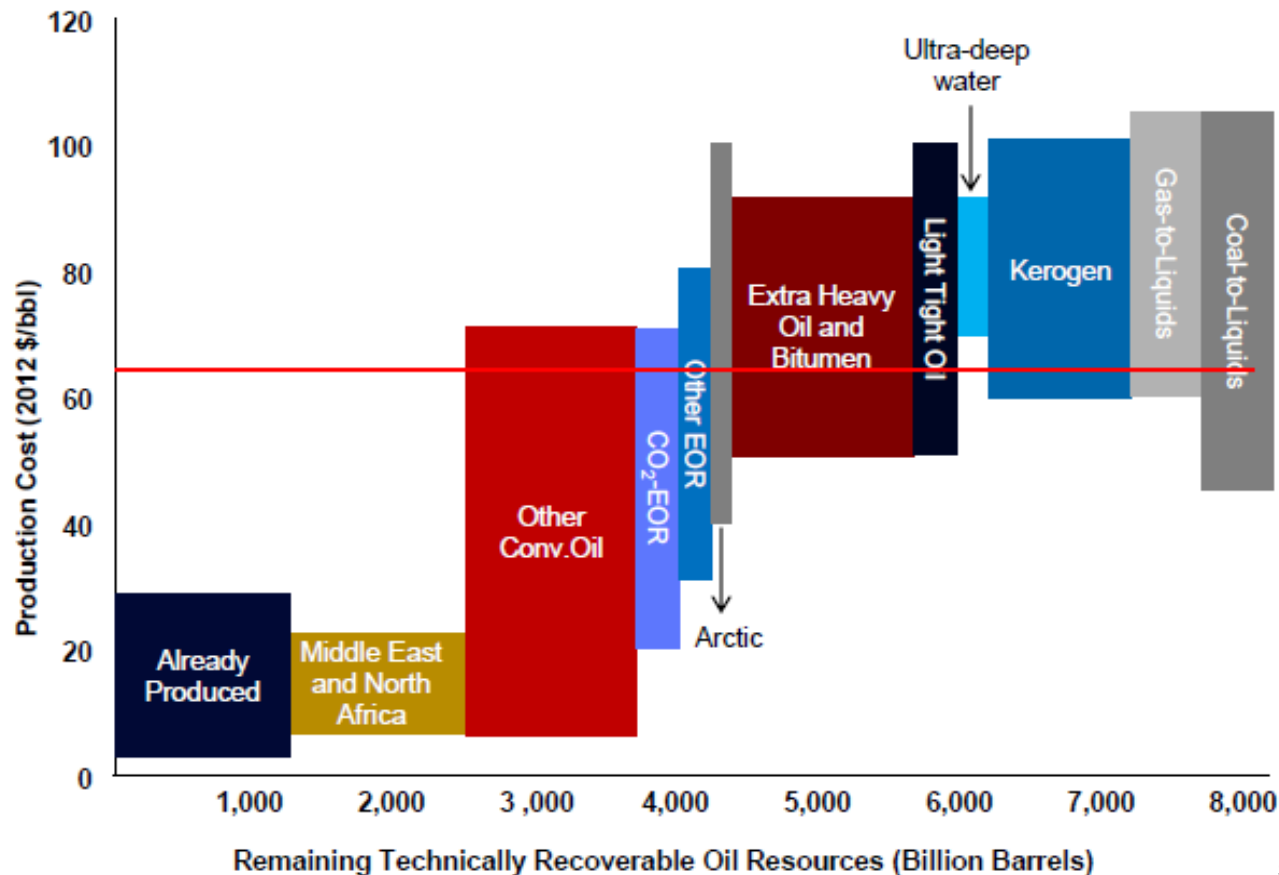 120
100
80
60
40
20
0
Production Cost (2012 $/bbl)
Already
Produced
Middle East
and North
Africa
Other
Conv.Oil
CO₂-EOR
Other EOR
Arctic
Extra Heavy
Oil and
Bitumen
Light Tight Oil
Ultra-deep
water
Kerogen
Gas-to-Liquids
Coal-to-Liquids
1,000 2,000 3 ,000 4,000 5,000 6,000 7,000 8,000
Remaining Technically Recoverable Oil Resources (Billion Barrels)